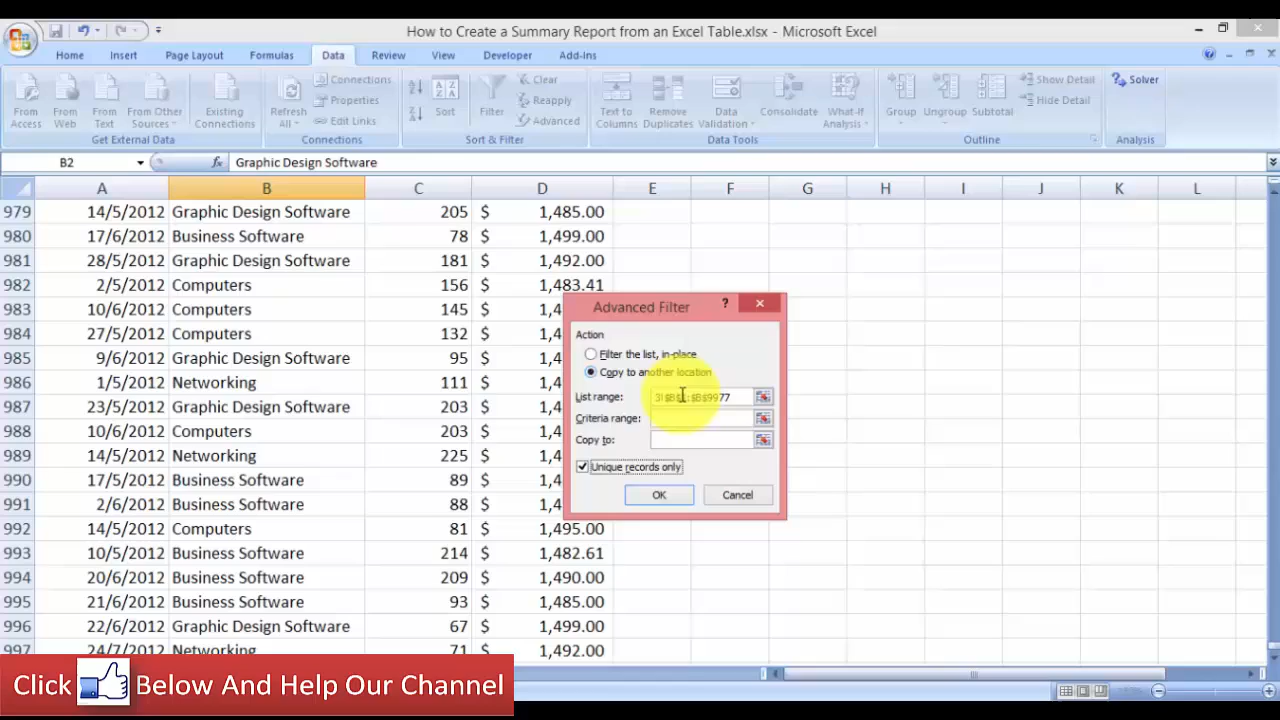 How to Create a Summary Report from an Excel Table.xlsx - Microsoft Excel
Home Insert Page Layout Formulas Data Review View Developer Add-Ins
From Access
From Web
From Text
From Other Sources
Existing Connections
Connections
Properties
Edit Links
Refresh All
Sort
Filter
Clear
Reapply
Advanced
Text to Columns
Remove Duplicates
Data Validation
Consolidate
What-If Analysis
Group
Ungroup
Subtotal
Show Detail
Hide Detail
Solver
Get External Data Connections Sort & Filter Data Tools Outline Analysis
B2 fx Graphic Design Software
A B C D E F G H I J K L
979 14/5/2012 Graphic Design Software 205 $ 1,485.00
980 17/6/2012 Business Software 78 $ 1,499.00
981 28/5/2012 Graphic Design Software 181 $ 1,492.00
982 2/5/2012 Computers 156 $ 1,483.41
983 10/6/2012 Computers 145 $
984 27/5/2012 Computers 132 $
985 9/6/2012 Graphic Design Software 95 $
986 1/5/2012 Networking 111 $
987 23/5/2012 Graphic Design Software 203 $
988 10/6/2012 Computers 203 $
989 14/5/2012 Networking 225 $
990 17/5/2012 Business Software 89 $
991 2/6/2012 Business Software 88 $
992 14/5/2012 Computers 81 $ 1,495.00
993 10/5/2012 Business Software 214 $ 1,482.61
994 20/6/2012 Business Software 209 $ 1,490.00
995 21/6/2012 Business Software 93 $ 1,485.00
996 22/6/2012 Graphic Design Software 67 $ 1,499.00
997 24/7/2012 Networking 71 $ 1,492.00
Advanced Filter ?
Action
Filter the list, in-place
Copy to another location
List range:
Criteria range:
Copy to:
Unique records only
OK Cancel
Click Below And Help Our Channel